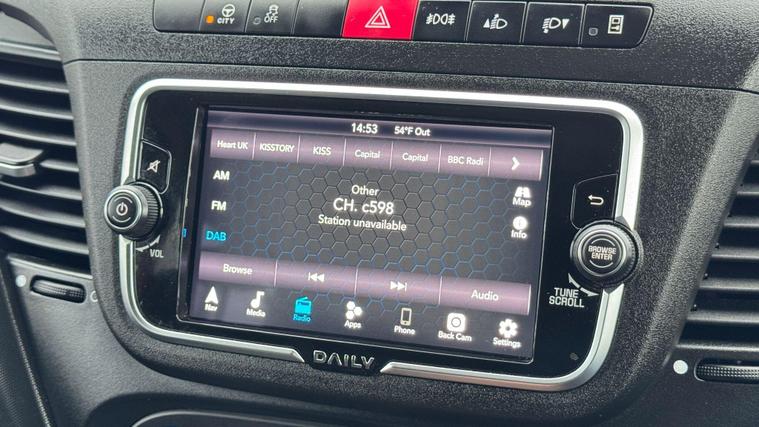 CITY
OFF
14:53 54°F Out
Heart UK KISSTORY KISS Capital Capital BBC Radi
AM
FM
DAB
Other
CH. c598
Station unavailable
Map
Info
Browse
Audio
Nav Media Radio Apps Phone Back Cam Settings
VOL
BROWSE
ENTER
TUNE
SCROLL
DAILY